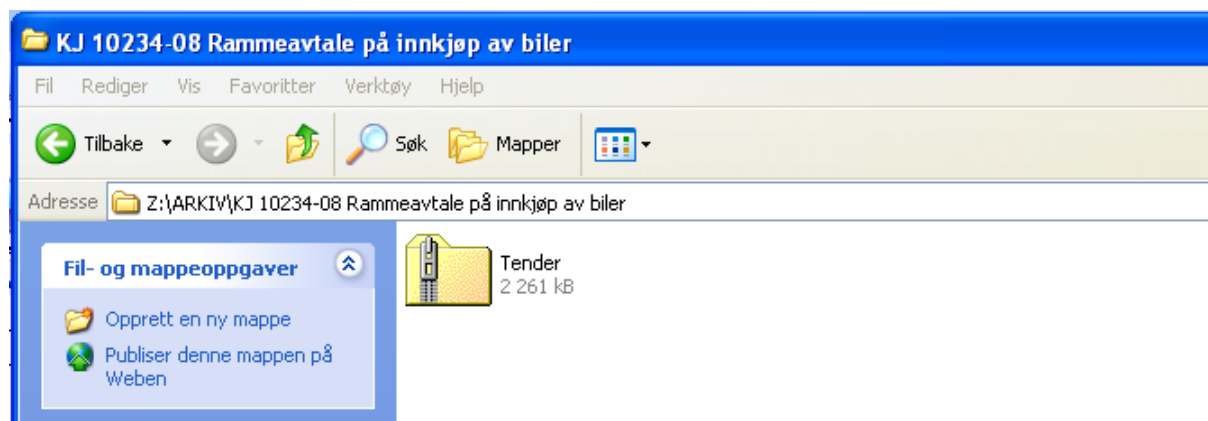 KJ 10234-08 Rammeavtale på innkjøp av biler
Fil Rediger Vis Favoritter Verktøy Hjelp
Tilbake Søk Mapper
Adresse Z:\ARKIV\KJ 10234-08 Rammeavtale på innkjøp av biler
Fil- og mappeoppgaver
Opprett en ny mappe
Publiser denne mappen på
Weben
Tender
2 261 kB